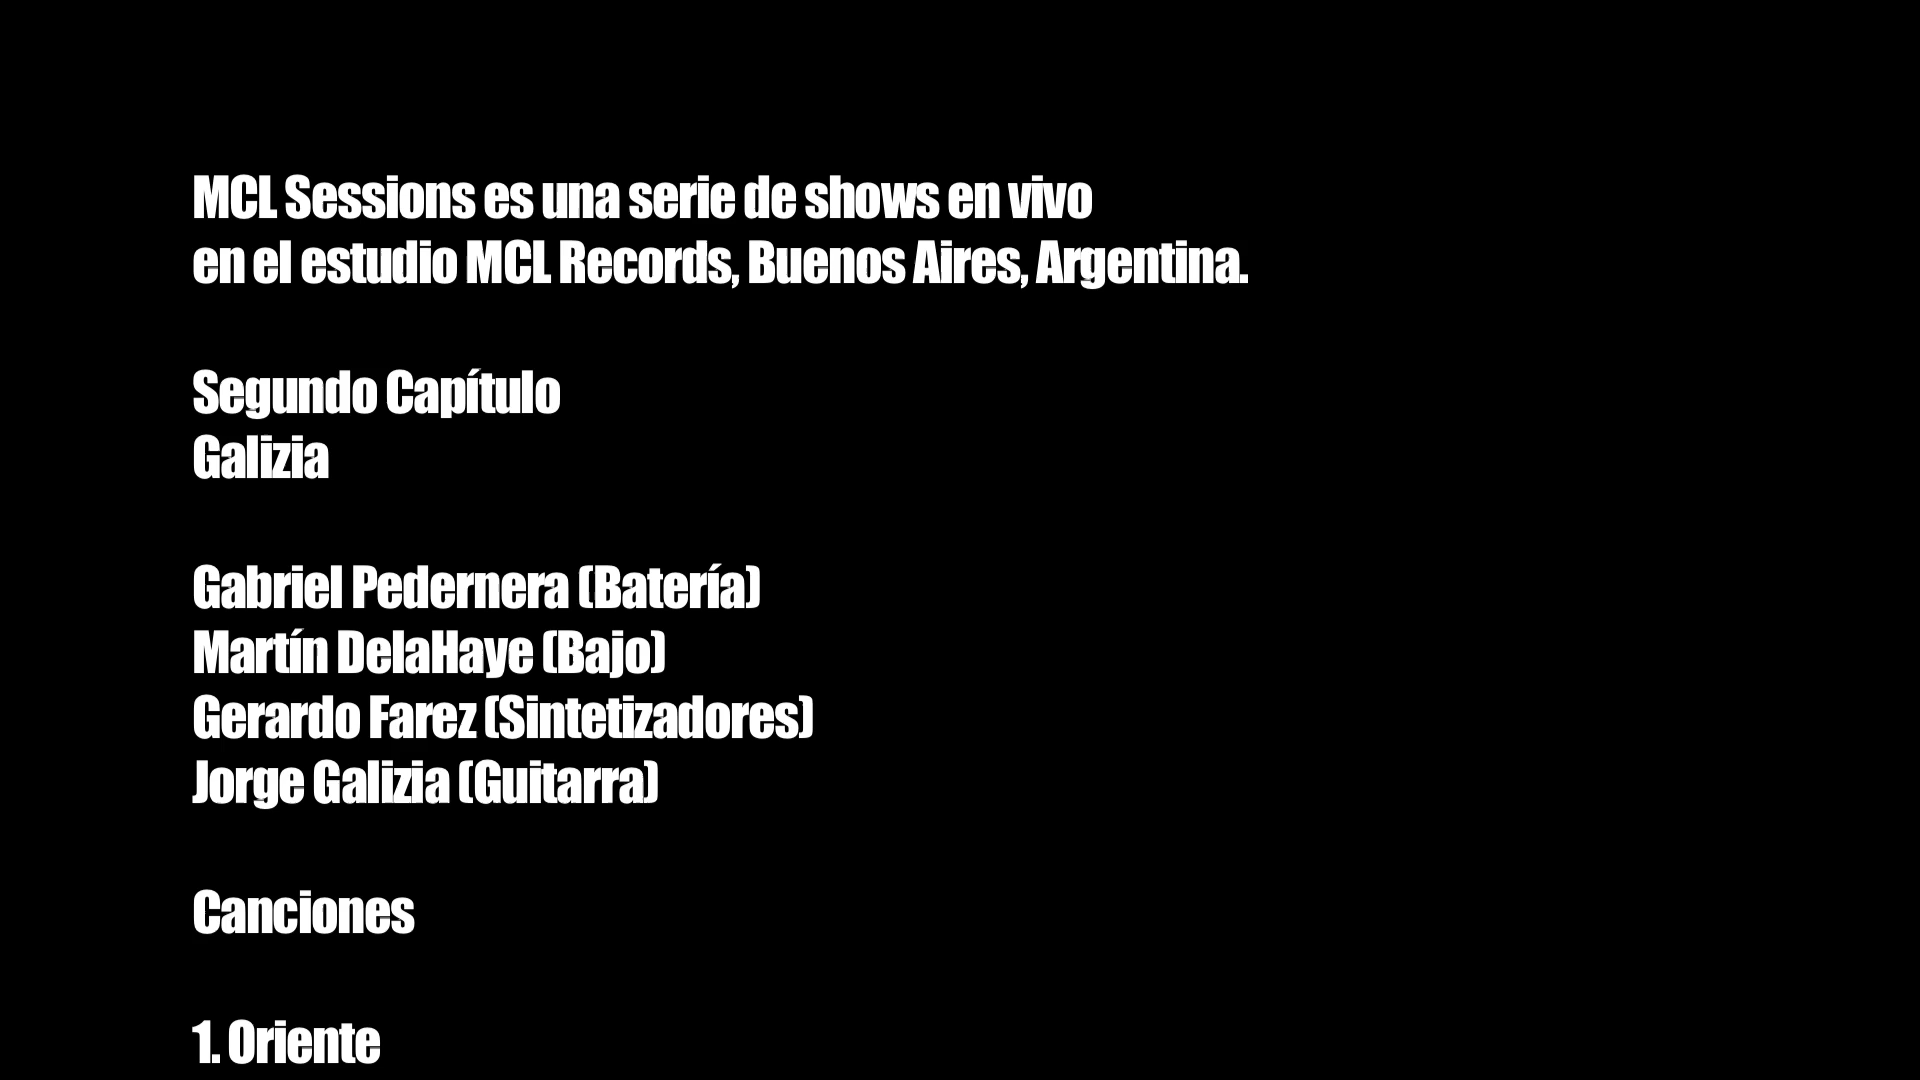 MCL Sessions es una serie de shows en vivo
en el estudio MCL Records, Buenos Aires, Argentina.
Segundo Capítulo
Galizia
Gabriel Pedernera (Batería)
Martín DelaHaye (Bajo)
Gerardo Farez (Sintetizadores)
Jorge Galizia (Guitarra)
Canciones
1. Oriente